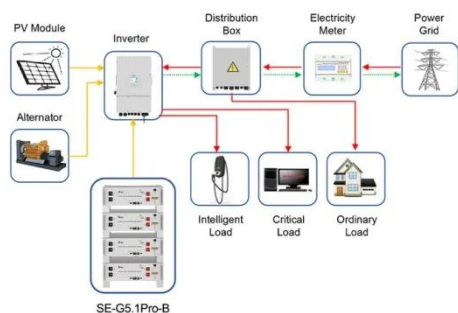 PV Module
Inverter
Distribution
Box
Electricity
Meter
Power
Grid
Alternator
Intelligent
Load
Critical
Load
Ordinary
Load
SE-G5.1Pro-B